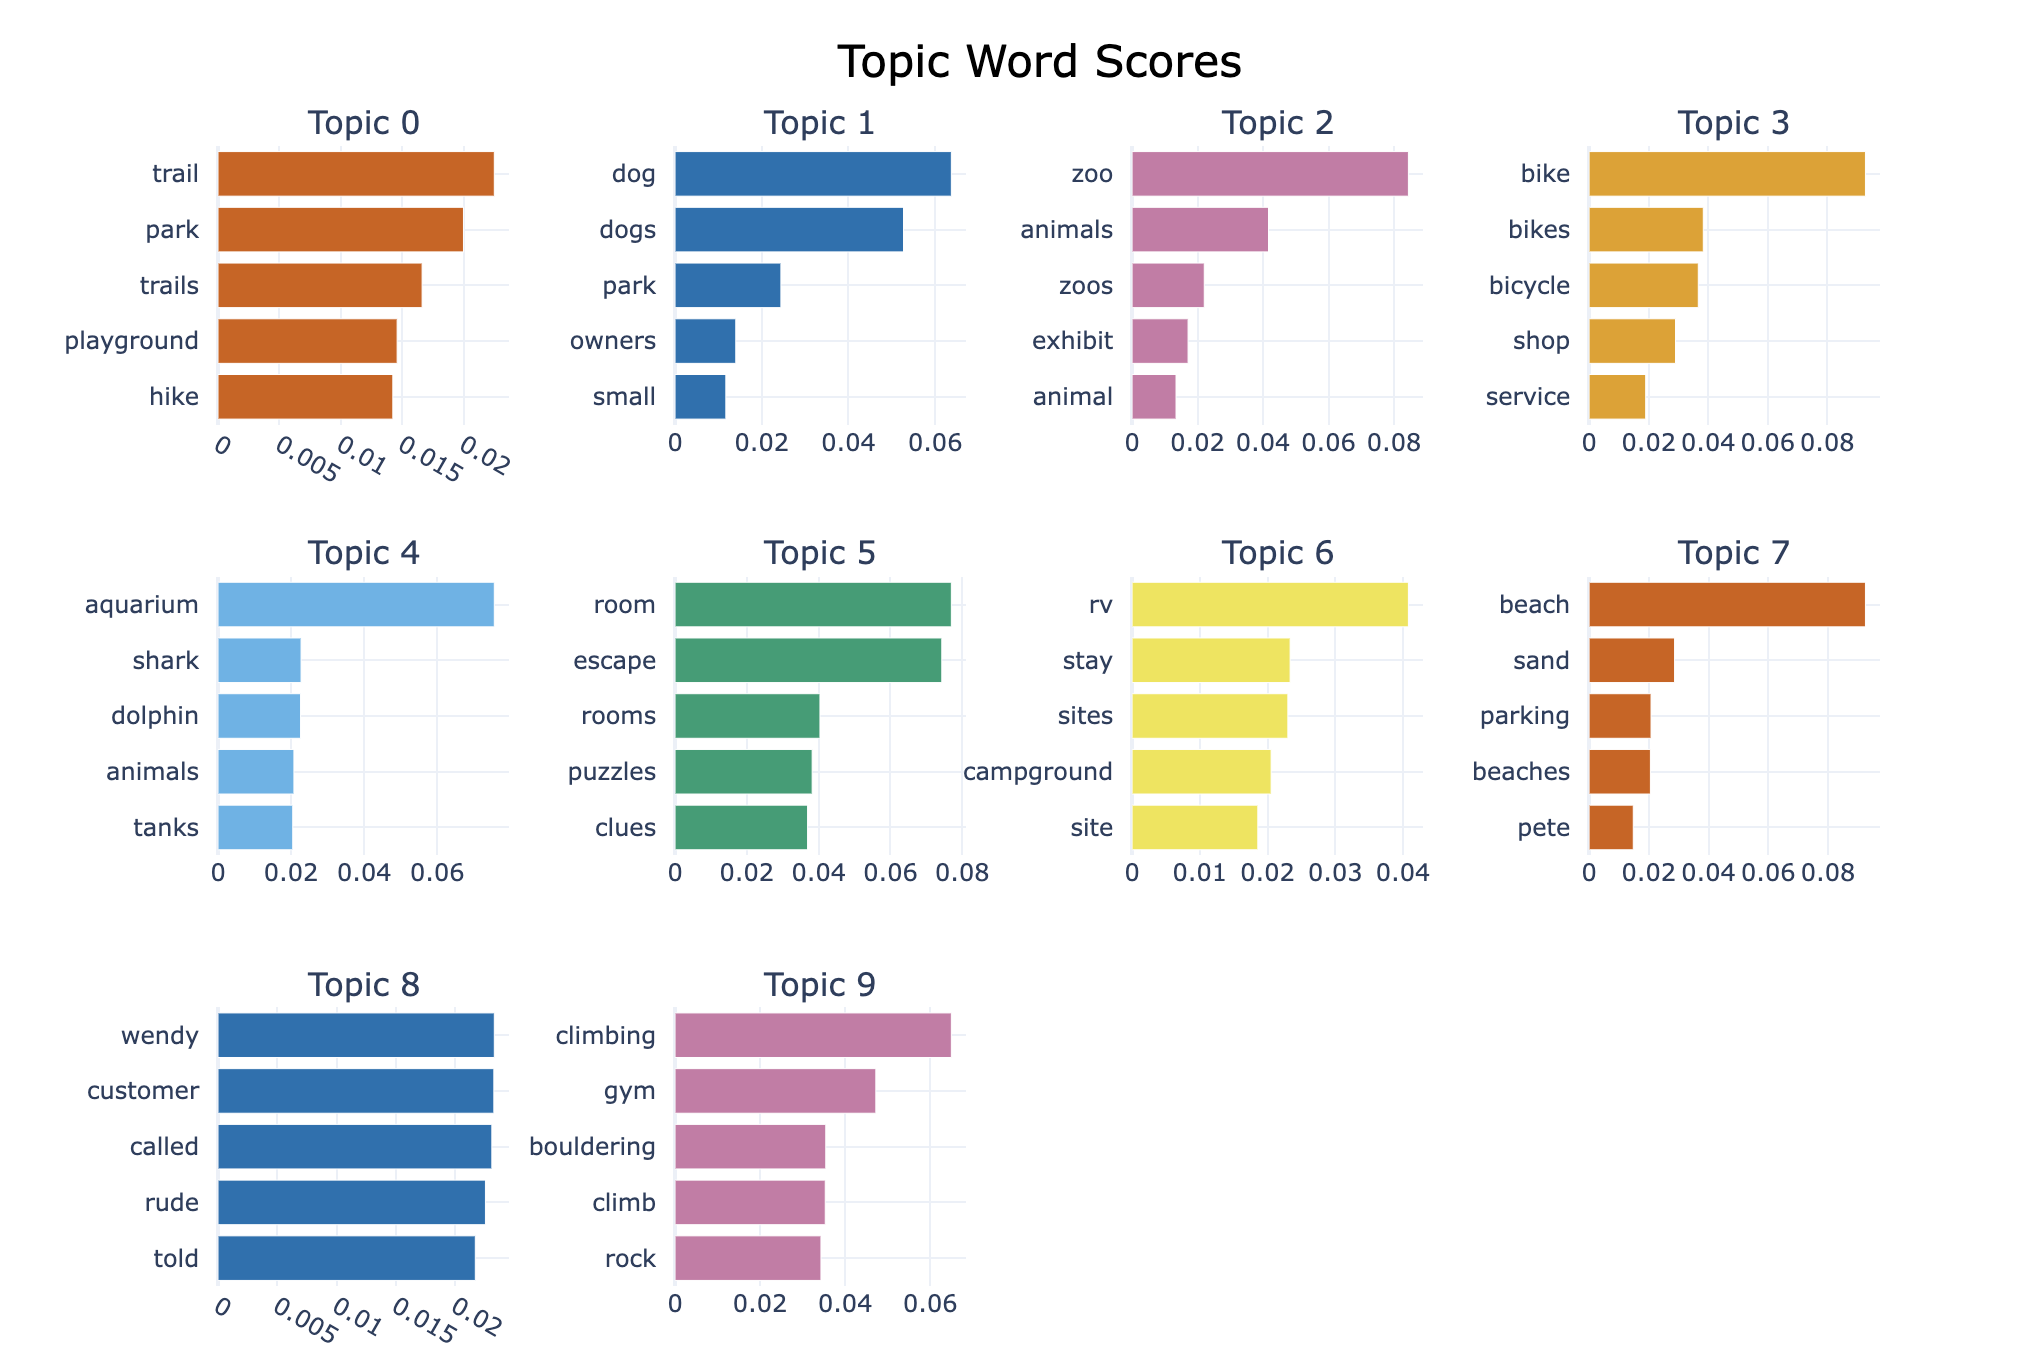 Topic Word Scores
Topic 0
trail
park
trails
playground
hike
0
0.005
0.01
0.015
0.02
Topic 1
dog
dogs
park
owners
small
0
0.02
0.04
0.06
Topic 2
zoo
animals
zoos
exhibit
animal
0
0.02
0.04
0.06
0.08
Topic 3
bike
bikes
bicycle
shop
service
0
0.02
0.04
0.06
0.08
Topic 4
aquarium
shark
dolphin
animals
tanks
0
0.02
0.04
0.06
Topic 5
room
escape
rooms
puzzles
clues
0
0.02
0.04
0.06
0.08
Topic 6
rv
stay
sites
campground
site
0
0.01
0.02
0.03
0.04
Topic 7
beach
sand
parking
beaches
pete
0
0.02
0.04
0.06
0.08
Topic 8
wendy
customer
called
rude
told
0
0.005
0.01
0.015
0.02
Topic 9
climbing
gym
bouldering
climb
rock
0
0.02
0.04
0.06